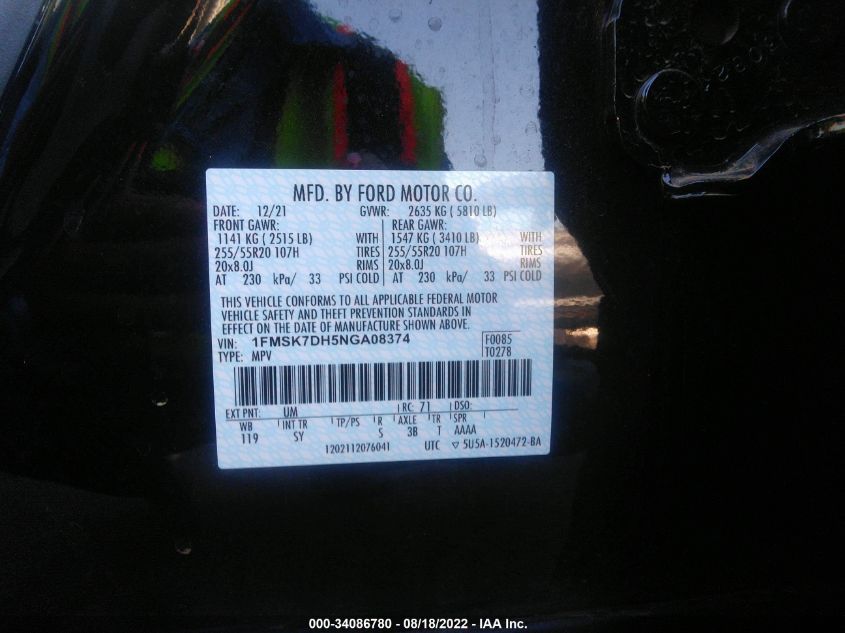 MFD. BY FORD MOTOR CO.
DATE: 12/21 GVWR: 2635 KG ( 5810 LB)
FRONT GAWR: REAR GAWR:
1141 KG ( 2515 LB) WITH 1547 KG ( 3410 LB) WITH
255/55R20 107H TIRES 255/55R20 107H TIRES
20x8.0J RIMS 20x8.0J RIMS
AT 230 kPa/ 33 PSI COLD AT 230 kPa/ 33 PSI COLD
THIS VEHICLE CONFORMS TO ALL APPLICABLE FEDERAL MOTOR
VEHICLE SAFETY AND THEFT PREVENTION STANDARDS IN
EFFECT ON THE DATE OF MANUFACTURE SHOWN ABOVE.
VIN: 1FMSK7DH5NGA08374 F0085
TYPE: MPV T0278
EXT PNT: UM RC: 71 DSO:
WB INT TR TP/PS R AXLE TR SPR
119 SY S 3B T AAAA
1202112076041 UTC ▽ 5U5A-1520472-BA
000-34086780 - 08/18/2022 - IAA Inc.